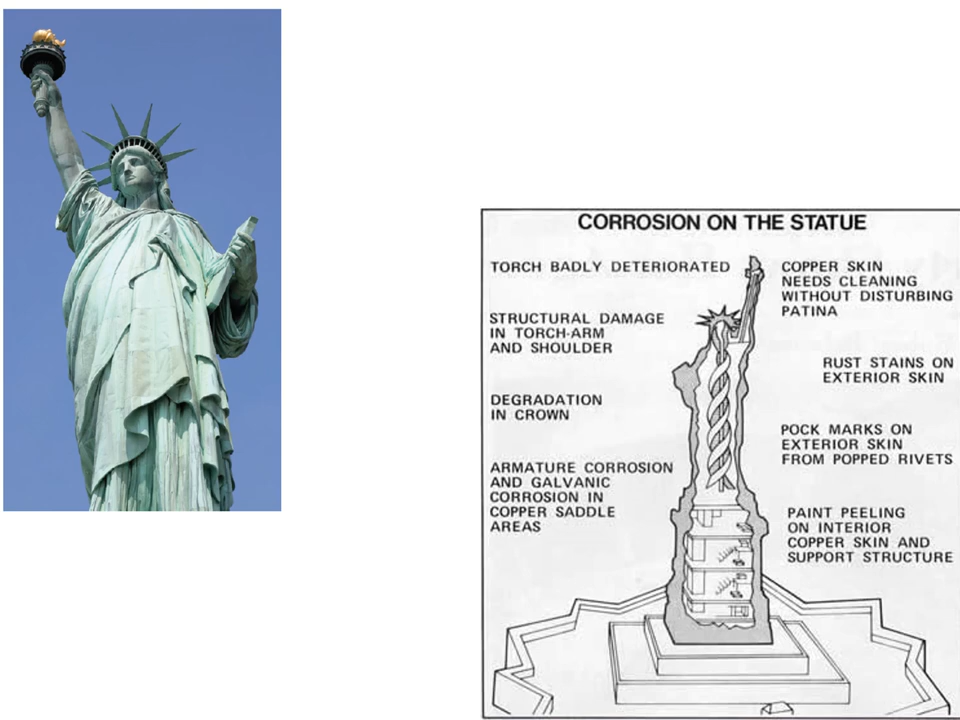 CORROSION ON THE STATUE
TORCH BADLY DETERIORATED
STRUCTURAL DAMAGE
IN TORCH-ARM
AND SHOULDER
DEGRADATION
IN CROWN
ARMATURE CORROSION
AND GALVANIC
CORROSION IN
COPPER SADDLE
AREAS
COPPER SKIN
NEEDS CLEANING
WITHOUT DISTURBING
PATINA
RUST STAINS ON
EXTERIOR SKIN
POCK MARKS ON
EXTERIOR SKIN
FROM POPPED RIVETS
PAINT PEELING
ON INTERIOR
COPPER SKIN AND
SUPPORT STRUCTURE